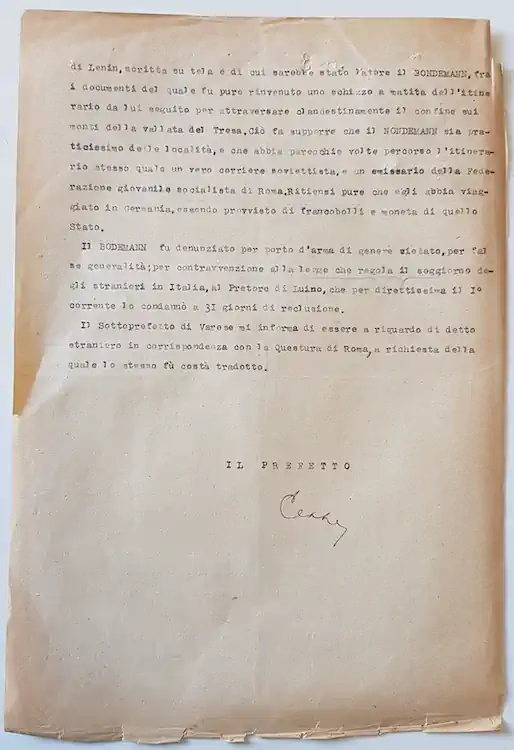 di Lenin, scritta su tela e di cui sarebbe stato latore il BONDEMANN, fra
i documenti del quale fu pure rinvenuto uno schizzo a matita dell'itine
rario da lui seguito per attraversare clandestinamente il confine sui
monti della vallata del Tresa. Ciò fa supporre che il NONDEMANN sia pra-
ticissimo delle località, e che abbia parecchie volte percorso l'itinera-
rio stesso quale un vero corriere soviettista, e un emissario della Fede-
razione giovanile socialista di Roma. Ritiensi pure che egli abbia viag-
giato in Germania, essendo provvisto di francobolli e moneta di quello
Stato.
Il BODEMANN fu denunziato per porto d'arma di genere vietato, per fal
se generalità; per contravvenzione alla legge che regola il soggiorno de-
gli stranieri in Italia, al Pretore di Luino, che per direttissima il I°
corrente lo condannò a 31 giorni di reclusione.
Il Sottoprefetto di Varese mi informa di essere a riguardo di detto
straniero in corrispondenza con la Questura di Roma, a richiesta della
quale lo stesso fù costà tradotto.
IL PREFETTO